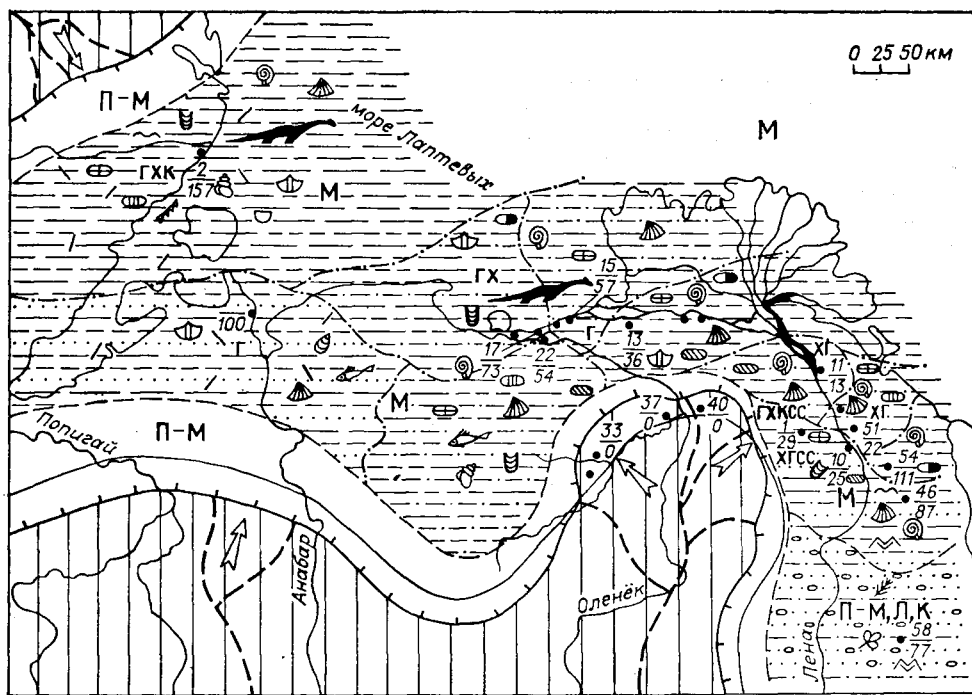 0 25 50 км
П-М
М
море Лаптевых
ГХК
2
157
М
ГХ
15
57
100
Г
Г
13
36
17
73
22
54
ХГ
11
13
М
П-М
Попигай
37
0
40
0
33
0
ГХКСС
1
29
ХГ
51
22
ХГСС
10
25
54
111
М
46
87
Анабар
Оленёк
Лена
П-М, Л, К
58
77